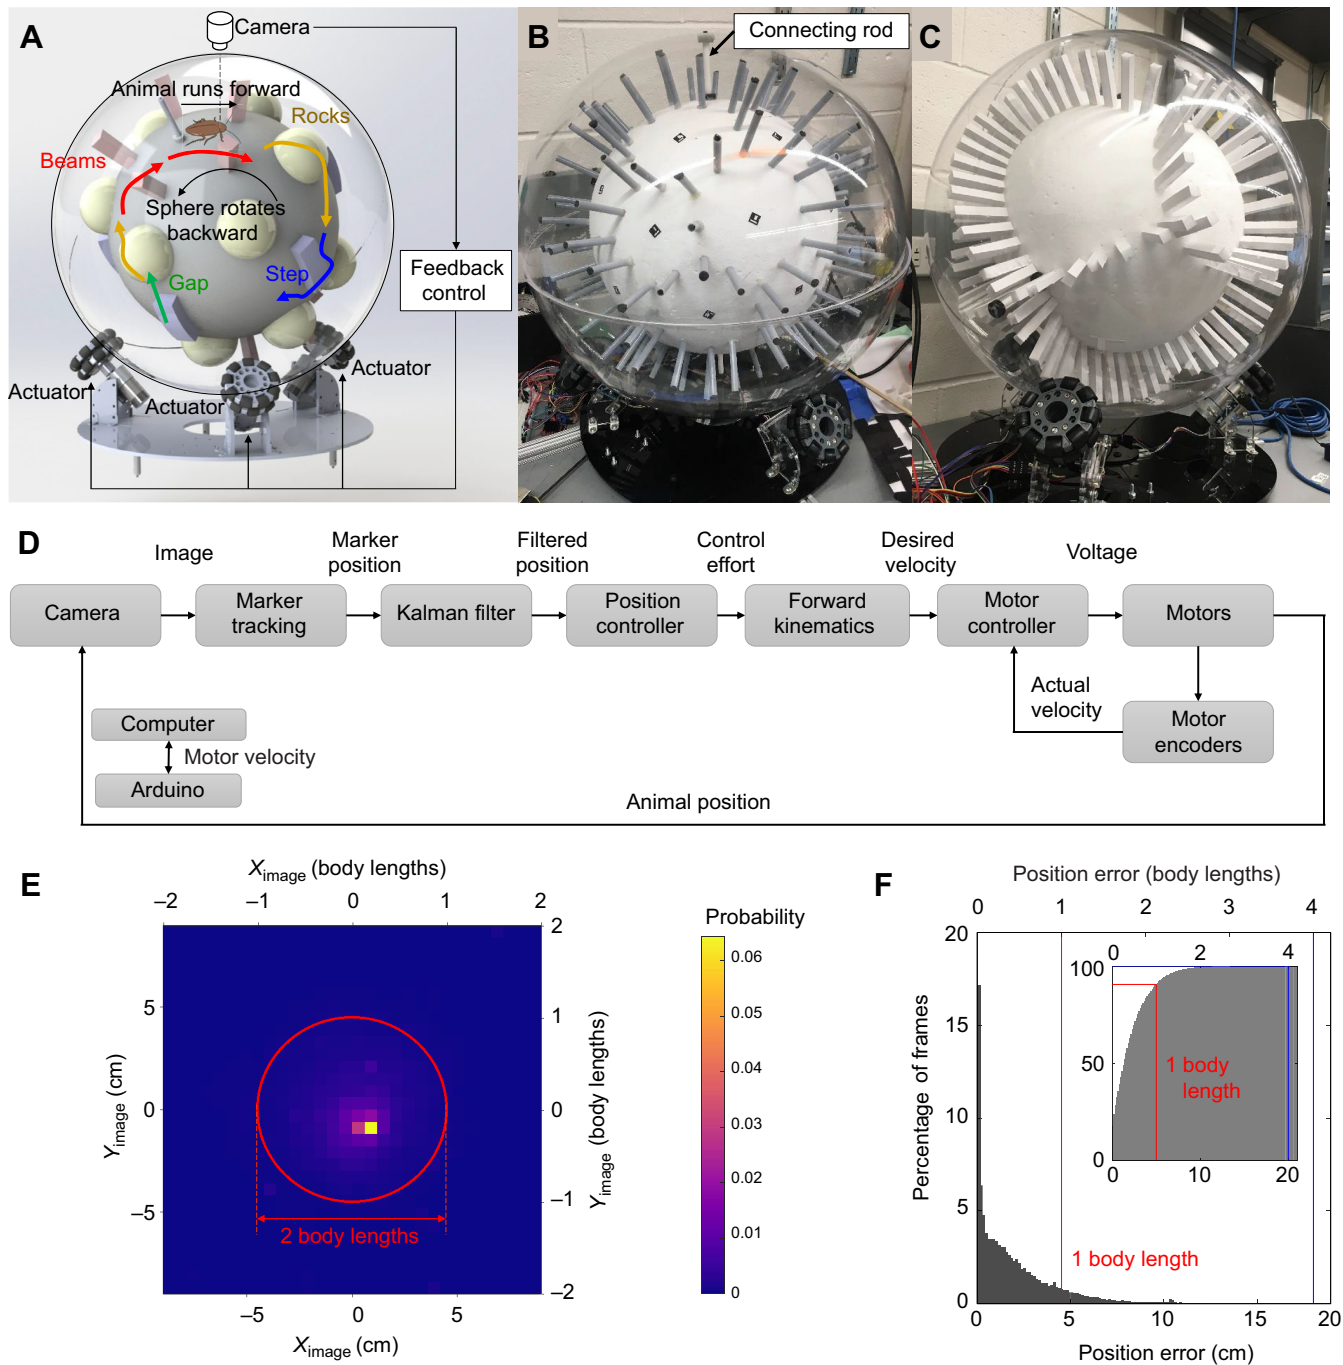 A
Camera
Animal runs forward
Rocks
Beams
Sphere rotates
backward
Gap
Step
Feedback
control
Actuator
Actuator
Actuator
B
Connecting rod
C
D
Image
Marker
position
Filtered
position
Control
effort
Desired
velocity
Voltage
Camera
Marker
tracking
Kalman filter
Position
controller
Forward
kinematics
Motor
controller
Motors
Actual
velocity
Motor
encoders
Computer
Motor velocity
Arduino
Animal position
E
Ximage (body lengths)
–2 –1 0 1 2
2
1
0
–1
–2
Yimage (body lengths)
5
0
–5
Yimage (cm)
2 body lengths
–5 0 5
Ximage (cm)
Probability
0.06
0.05
0.04
0.03
0.02
0.01
0
F
Position error (body lengths)
0 1 2 3 4
20
15
10
5
0
Percentage of frames
0 2 4
100
50
0
1 body
length
0 10 20
1 body length
0 5 10 15 20
Position error (cm)